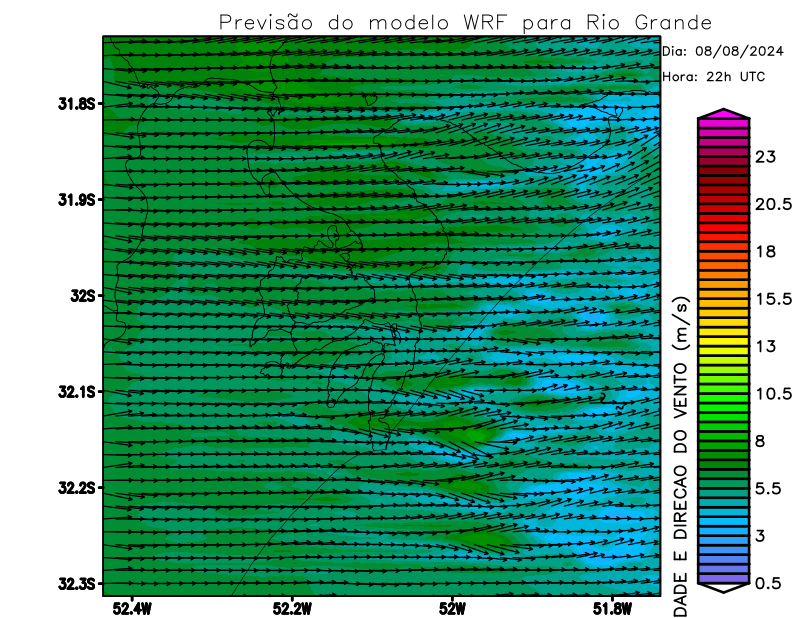 Previsão do modelo WRF para Rio Grande
Dia: 08/08/2024
Hora: 22h UTC
31.8S
31.9S
32S
32.1S
32.2S
32.3S
52.4W
52.2W
52W
51.8W
23
20.5
18
15.5
13
10.5
8
5.5
3
0.5
DADE E DIRECAO DO VENTO (m/s)